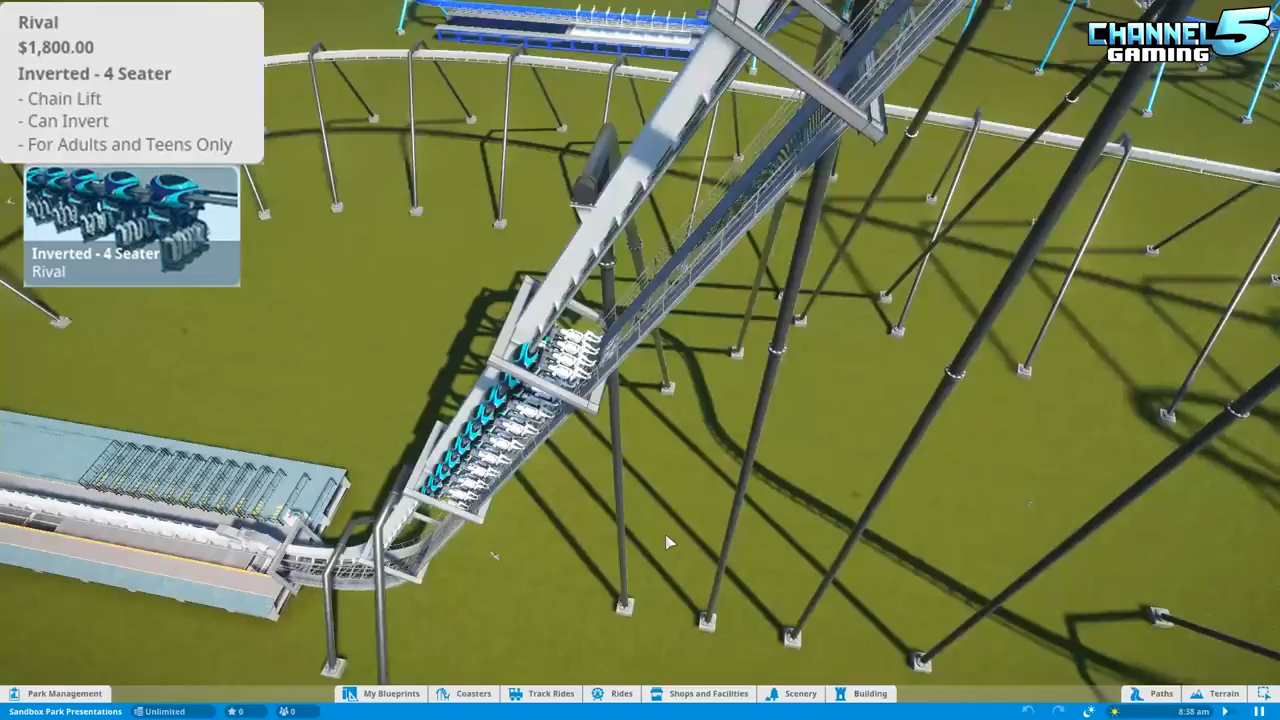 Rival
$1,800.00
Inverted - 4 Seater
- Chain Lift
- Can Invert
- For Adults and Teens Only
Inverted - 4 Seater
Rival
CHANNEL 5
GAMING
Park Management
My Blueprints
Coasters
Track Rides
Rides
Shops and Facilities
Scenery
Building
Paths
Terrain
Sandbox Park Presentations
Unlimited
0
0
8:38 am